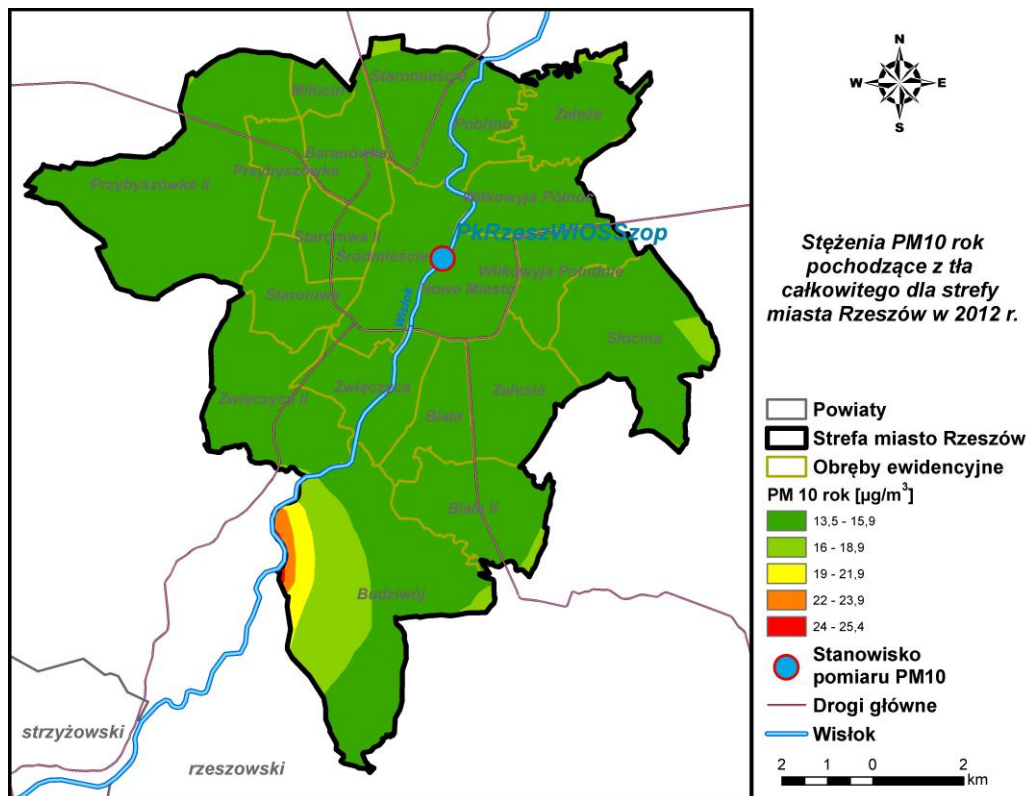 Staromieście
Miłocin
Pobitno
Załęże
Baranówka
Przybyszówka
Przybyszówka II
Wilkowyja Północ
PkRzeszWIOSSzop
Staroniwa II
Śródmieście
Wilkowyja Południe
Nowe Miasto
Staroniwa
Wisłok
Słocina
Zwięczyca
Zalesie
Zwięczyca II
Biała
Biała II
Budziwój
strzyżowski
rzeszowski
N
W E
S
Stężenia PM10 rok
pochodzące z tła
całkowitego dla strefy
miasta Rzeszów w 2012 r.
Powiaty
Strefa miasto Rzeszów
Obręby ewidencyjne
PM 10 rok [µg/m³]
13,5 - 15,9
16 - 18,9
19 - 21,9
22 - 23,9
24 - 25,4
Stanowisko
pomiaru PM10
Drogi główne
Wisłok
2 1 0 2
km